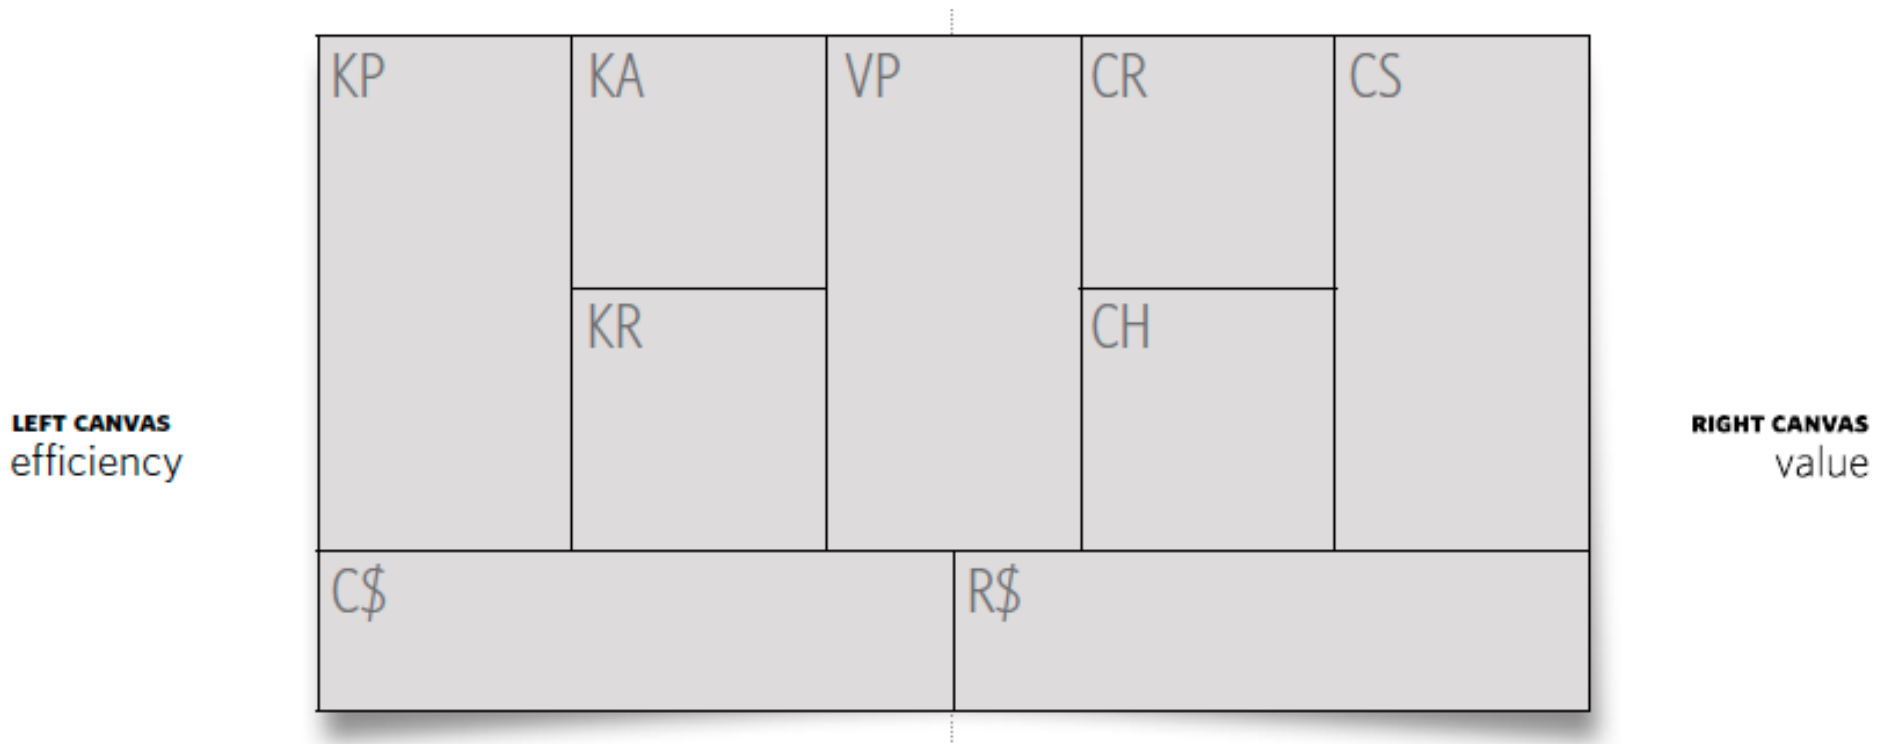 KP
KA
VP
CR
CS
KR
CH
LEFT CANVAS
efficiency
RIGHT CANVAS
value
C$
R$